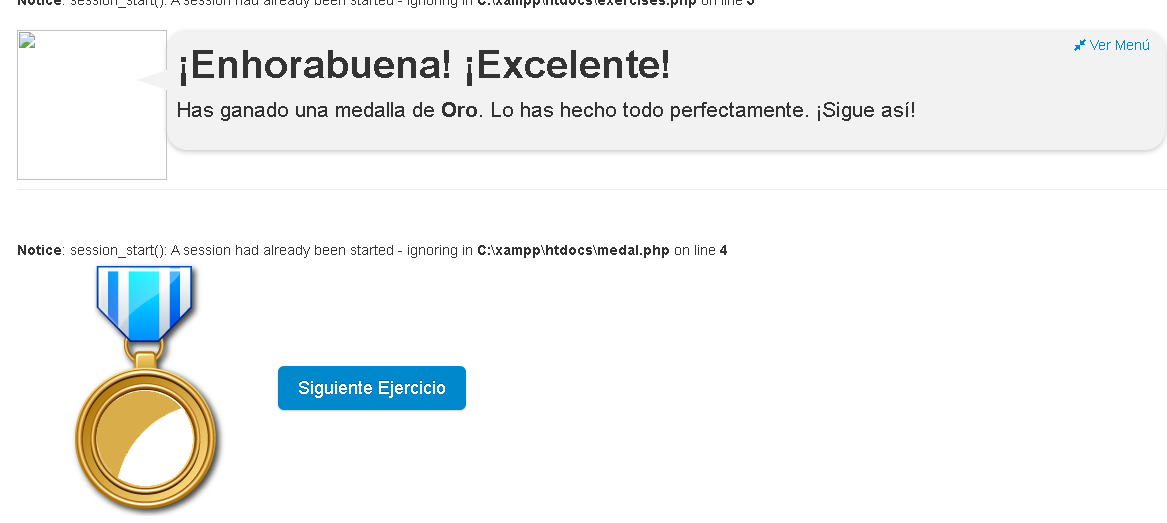 Notice: session_start(): A session had already been started - ignoring in C:\xampp\htdocs\exercises.php on line 5
Ver Menú
¡Enhorabuena! ¡Excelente!
Has ganado una medalla de Oro. Lo has hecho todo perfectamente. ¡Sigue así!
Notice: session_start(): A session had already been started - ignoring in C:\xampp\htdocs\medal.php on line 4
Siguiente Ejercicio